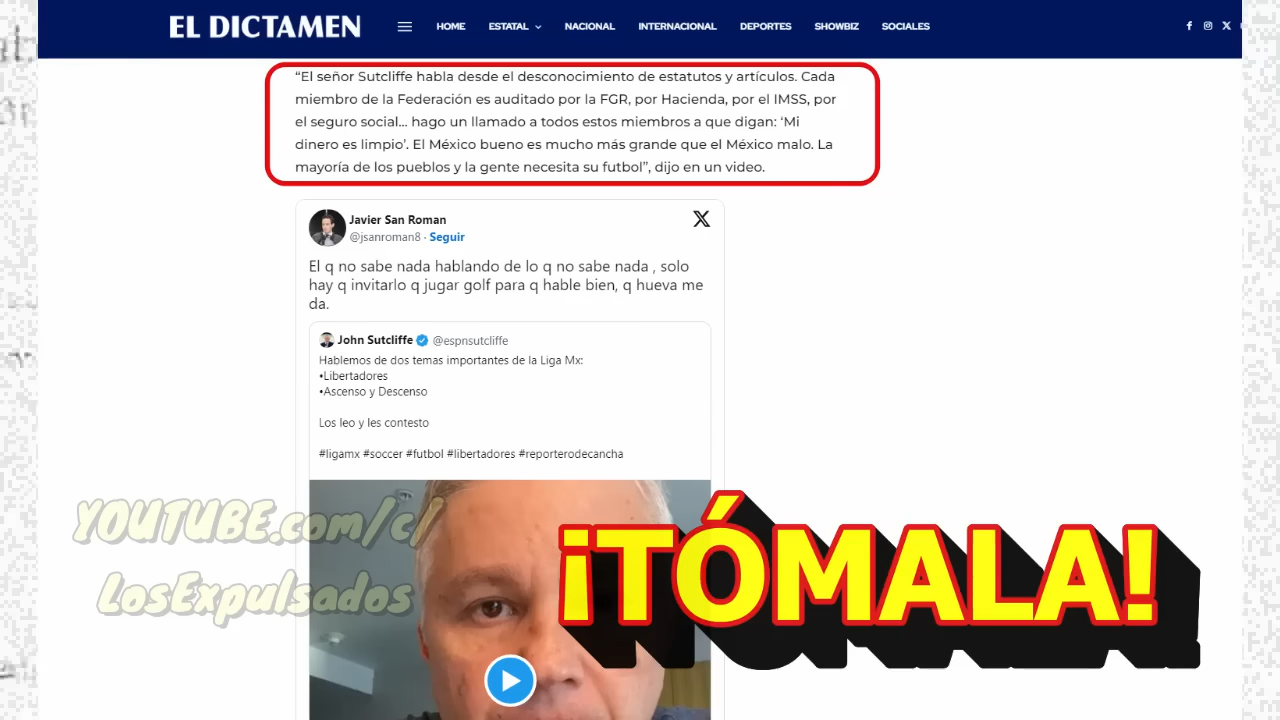 EL DICTAMEN
HOME ESTATAL NACIONAL INTERNACIONAL DEPORTES SHOWBIZ SOCIALES
“El señor Sutcliffe habla desde el desconocimiento de estatutos y artículos. Cada
miembro de la Federación es auditado por la FGR, por Hacienda, por el IMSS, por
el seguro social… hago un llamado a todos estos miembros a que digan: ‘Mi
dinero es limpio’. El México bueno es mucho más grande que el México malo. La
mayoría de los pueblos y la gente necesita su futbol”, dijo en un video.
Javier San Roman
@jsanroman8 · Seguir
El q no sabe nada hablando de lo q no sabe nada , solo
hay q invitarlo q jugar golf para q hable bien, q hueva me
da.
John Sutcliffe @espnsutcliffe
Hablemos de dos temas importantes de la Liga Mx:
•Libertadores
•Ascenso y Descenso
Los leo y les contesto
#ligamx #soccer #futbol #libertadores #reporterodecancha
YOUTUBE.com/c/
LosExpulsados
¡TÓMALA!